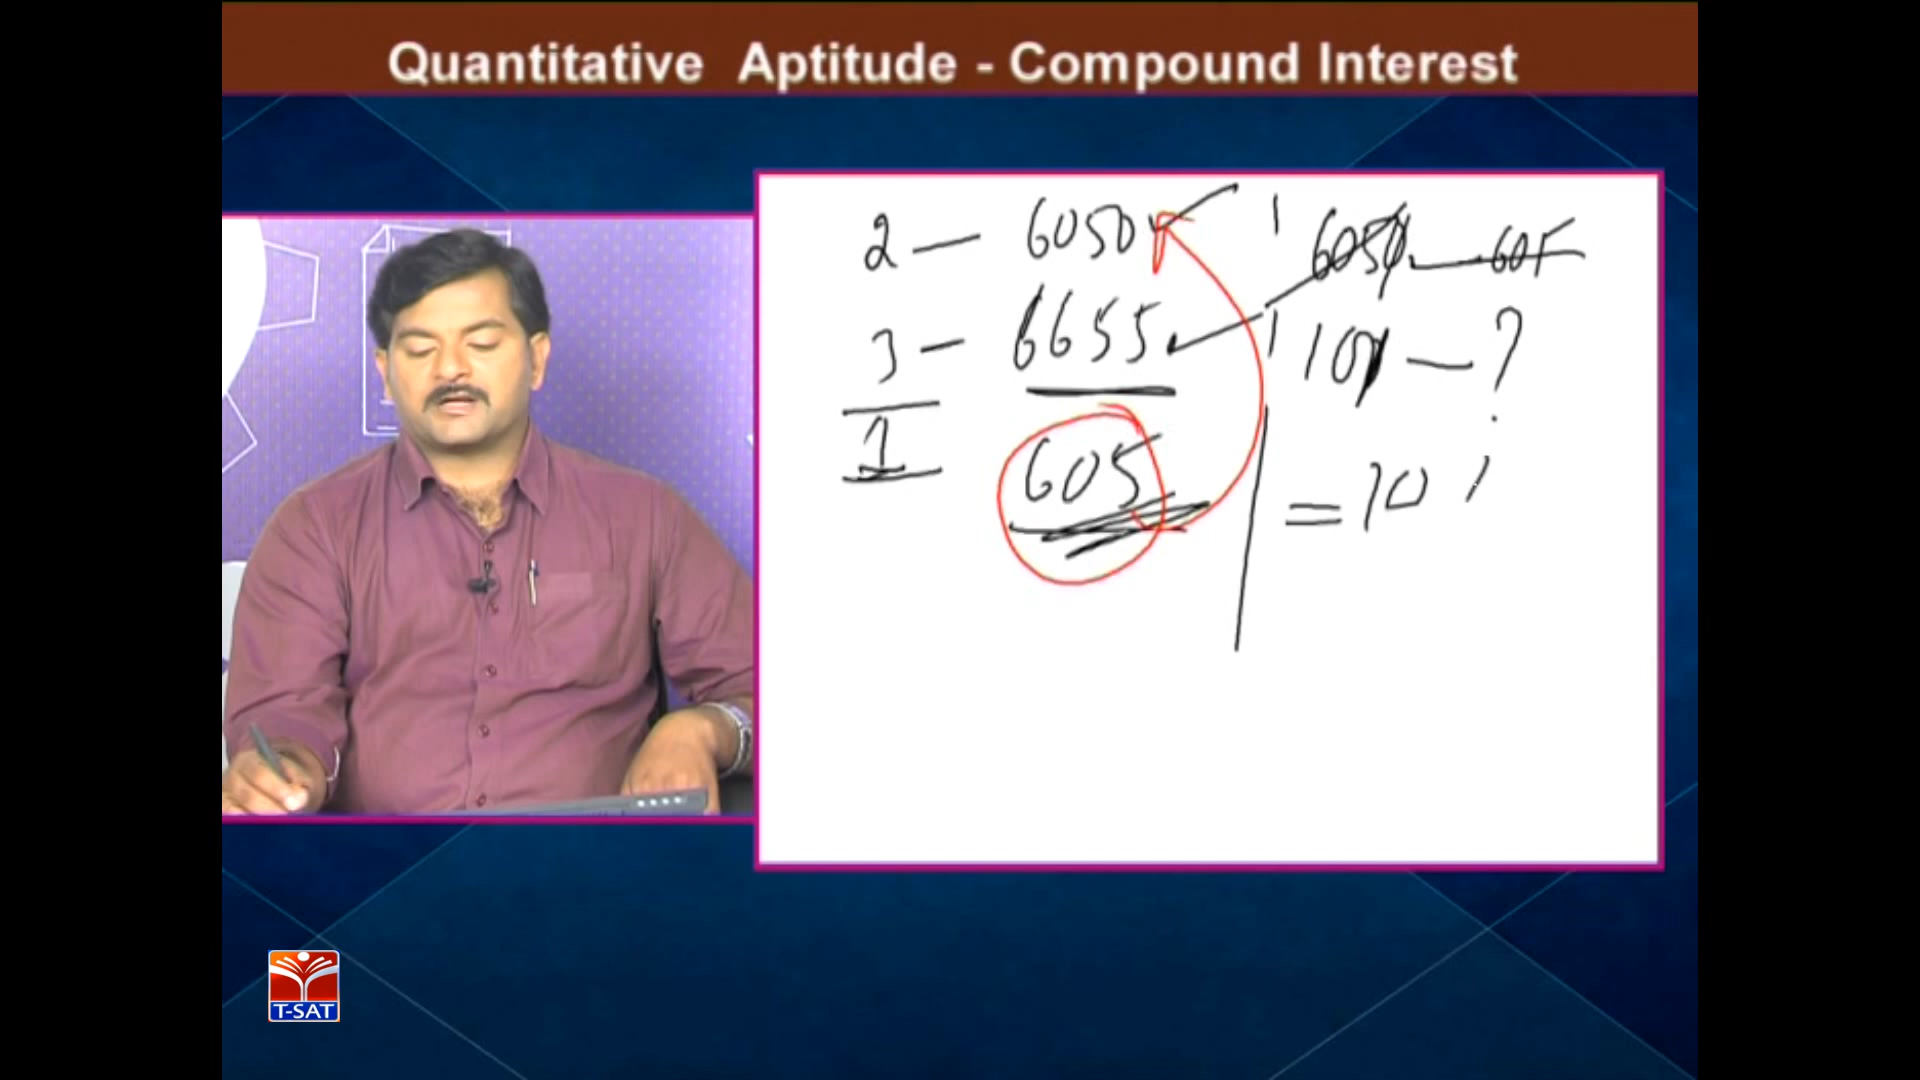 Quantitative Aptitude - Compound Interest
2 — 6050
3 — 6655
1 605
6050 — 605
100 — ?
= 10
T-SAT